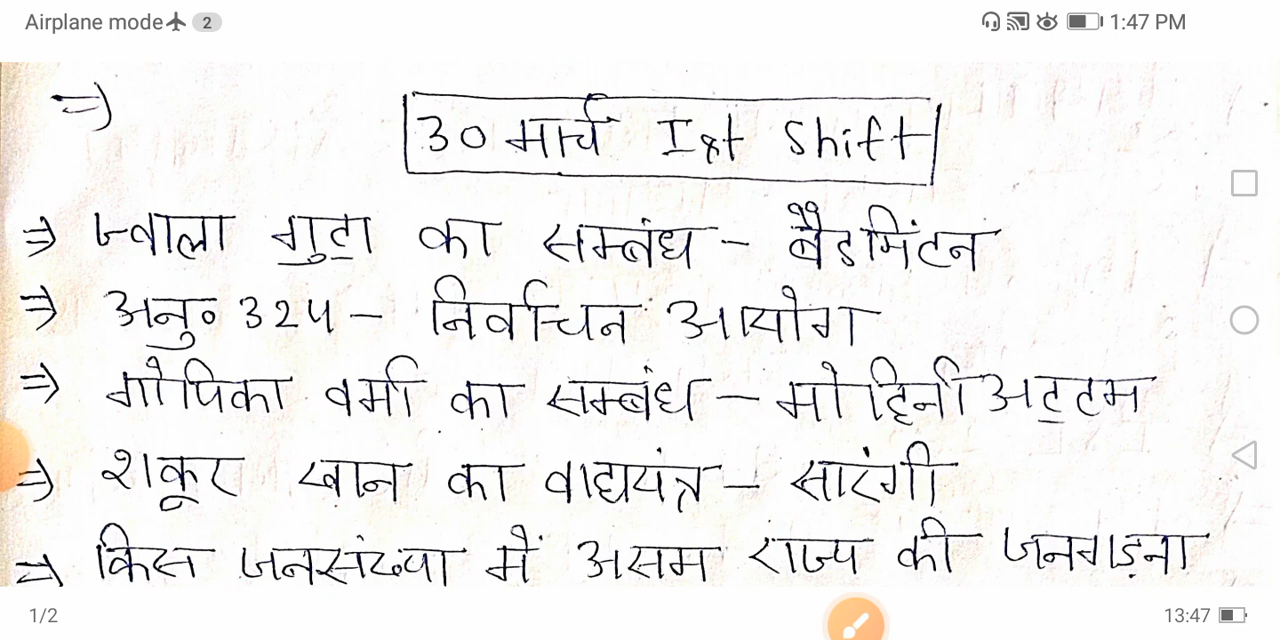 Airplane mode 2 1:47 PM
⇒ 30 मार्च Ist Shift
⇒ ज्वाला गुट्टा का सम्बंध - बैडमिंटन
⇒ अनु० 324 - निर्वाचन आयोग
⇒ गोपिका वर्मा का सम्बंध - मोहिनीअट्टम
⇒ शकूर खान का वाद्ययंत्र - सारंगी
⇒ किस जनसंख्या में असम राज्य की जनगड़ना
1/2 13:47